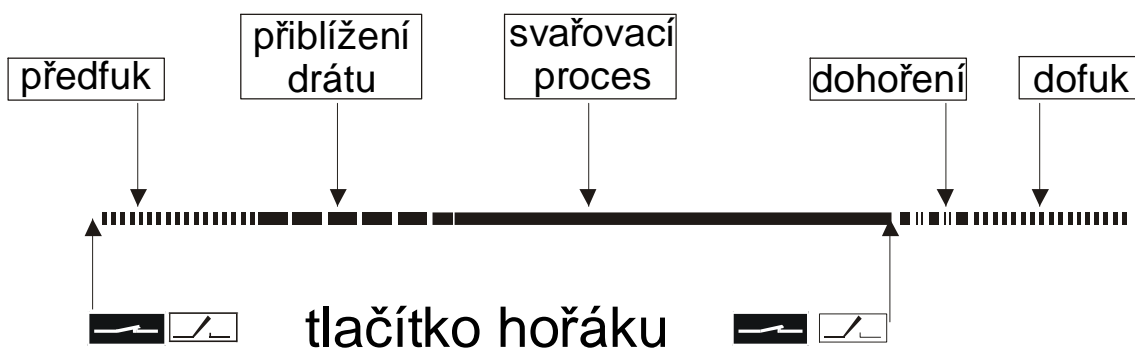 předfuk
přiblížení
drátu
svařovací
proces
dohoření
dofuk
tlačítko hořáku